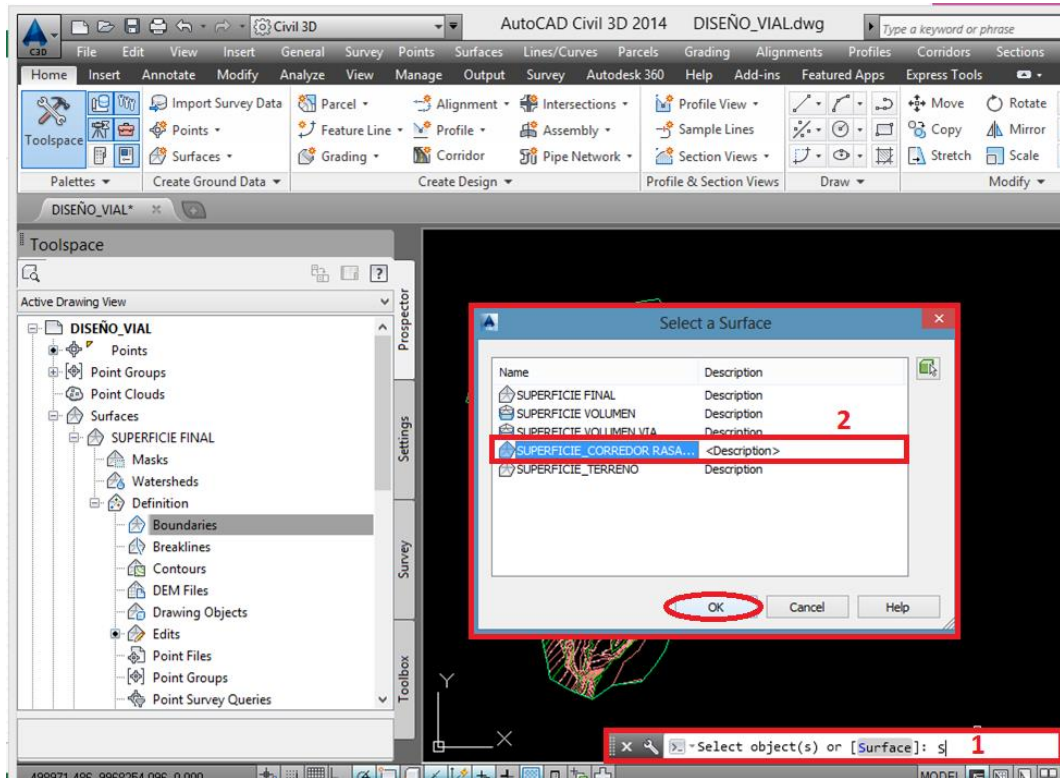 Civil 3D
AutoCAD Civil 3D 2014 DISEÑO_VIAL.dwg
Type a keyword or phrase
C3D
File Edit View Insert General Survey Points Surfaces Lines/Curves Parcels Grading Alignments Profiles Corridors Sections
Home Insert Annotate Modify Analyze View Manage Output Survey Autodesk 360 Help Add-ins Featured Apps Express Tools
Import Survey Data Parcel Alignment Intersections Profile View Move Rotate
Toolspace
Points Feature Line Profile Assembly Sample Lines Copy Mirror
Surfaces Grading Corridor Pipe Network Section Views Stretch Scale
Palettes Create Ground Data Create Design Profile & Section Views Draw Modify
DISEÑO_VIAL*
Toolspace
Active Drawing View
Prospector
Settings
Survey
Toolbox
DISEÑO_VIAL
Points
Point Groups
Point Clouds
Surfaces
SUPERFICIE FINAL
Masks
Watersheds
Definition
Boundaries
Breaklines
Contours
DEM Files
Drawing Objects
Edits
Point Files
Point Groups
Point Survey Queries
Select a Surface
Name Description
SUPERFICIE FINAL Description
SUPERFICIE VOLUMEN Description
SUPERFICIE VOLUMEN VIA Description
2
SUPERFICIE_CORREDOR RASA... <Description>
SUPERFICIE_TERRENO Description
OK Cancel Help
Y
X
Select object(s) or [Surface]: s
1
MODEL